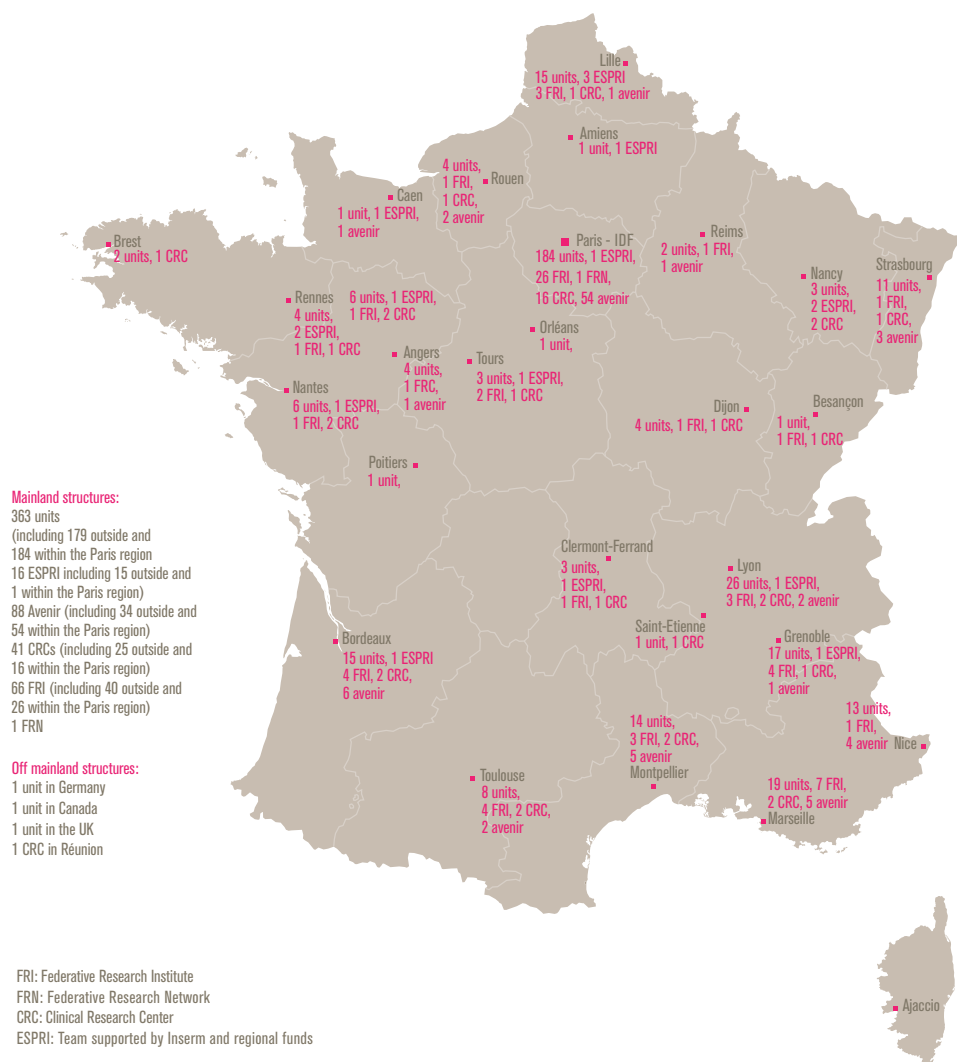 Lille
15 units, 3 ESPRI
3 FRI, 1 CRC, 1 avenir
Amiens
1 unit, 1 ESPRI
4 units,
1 FRI,
1 CRC,
2 avenir
Rouen
Caen
1 unit, 1 ESPRI,
1 avenir
Brest
2 units, 1 CRC
Paris - IDF
184 units, 1 ESPRI,
26 FRI, 1 FRN,
16 CRC, 54 avenir
Reims
2 units, 1 FRI,
1 avenir
Nancy
3 units,
2 ESPRI,
2 CRC
Strasbourg
11 units,
1 FRI,
1 CRC,
3 avenir
Rennes
4 units,
2 ESPRI,
1 FRI, 1 CRC
6 units, 1 ESPRI,
1 FRI, 2 CRC
Orléans
1 unit,
Angers
4 units,
1 FRC,
1 avenir
Tours
3 units, 1 ESPRI,
2 FRI, 1 CRC
Nantes
6 units, 1 ESPRI,
1 FRI, 2 CRC
Dijon
4 units, 1 FRI, 1 CRC
Besançon
1 unit,
1 FRI, 1 CRC
Poitiers
1 unit,
Mainland structures:
363 units
(including 179 outside and
184 within the Paris region
16 ESPRI including 15 outside and
1 within the Paris region)
88 Avenir (including 34 outside and
54 within the Paris region)
41 CRCs (including 25 outside and
16 within the Paris region)
66 FRI (including 40 outside and
26 within the Paris region)
1 FRN
Off mainland structures:
1 unit in Germany
1 unit in Canada
1 unit in the UK
1 CRC in Réunion
Clermont-Ferrand
3 units,
1 ESPRI,
1 FRI, 1 CRC
Lyon
26 units, 1 ESPRI,
3 FRI, 2 CRC, 2 avenir
Saint-Etienne
1 unit, 1 CRC
Bordeaux
15 units, 1 ESPRI
4 FRI, 2 CRC,
6 avenir
Grenoble
17 units, 1 ESPRI,
4 FRI, 1 CRC,
1 avenir
13 units,
1 FRI,
4 avenir
Nice
14 units,
3 FRI, 2 CRC,
5 avenir
Montpellier
Toulouse
8 units,
4 FRI, 2 CRC,
2 avenir
19 units, 7 FRI,
2 CRC, 5 avenir
Marseille
Ajaccio
FRI: Federative Research Institute
FRN: Federative Research Network
CRC: Clinical Research Center
ESPRI: Team supported by Inserm and regional funds